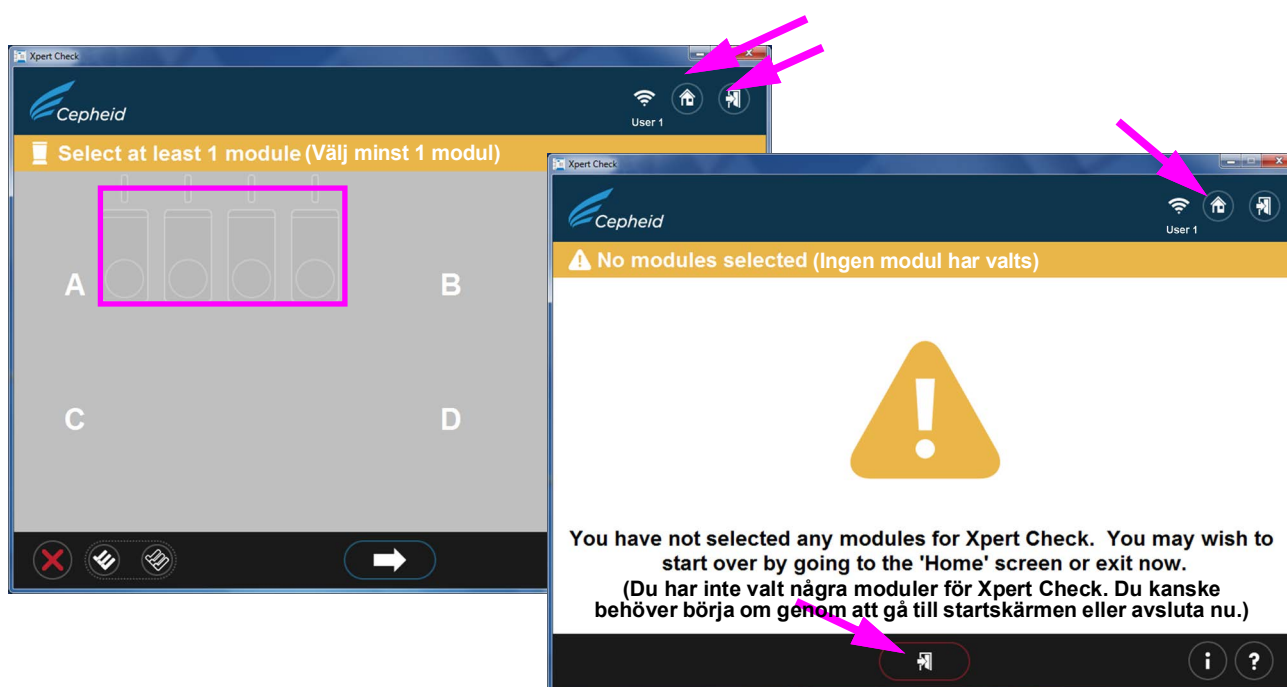 Xpert Check
Cepheid
User 1
Select at least 1 module (Välj minst 1 modul)
A
B
C
D
Xpert Check
Cepheid
User 1
No modules selected (Ingen modul har valts)
You have not selected any modules for Xpert Check. You may wish to
start over by going to the 'Home' screen or exit now.
(Du har inte valt några moduler för Xpert Check. Du kanske
behöver börja om genom att gå till startskärmen eller avsluta nu.)
i ?